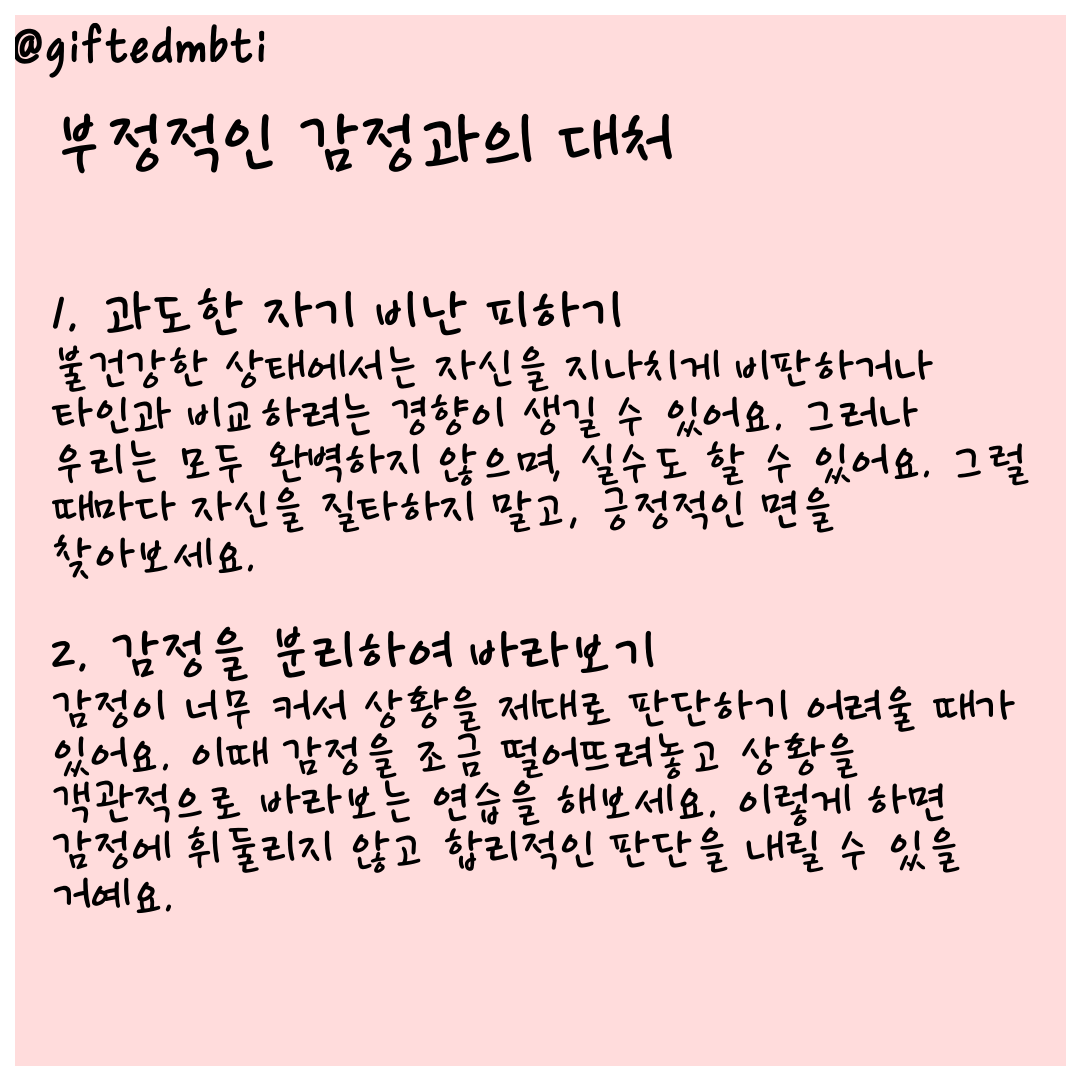 @giftedmbti
부정적인 감정과의 대처
1. 과도한 자기 비난 피하기
불건강한 상태에서는 자신을 지나치게 비판하거나
타인과 비교하려는 경향이 생길 수 있어요. 그러나
우리는 모두 완벽하지 않으며, 실수도 할 수 있어요. 그럴
때마다 자신을 질타하지 말고, 긍정적인 면을
찾아보세요.
2. 감정을 분리하여 바라보기
감정이 너무 커서 상황을 제대로 판단하기 어려울 때가
있어요. 이때 감정을 조금 떨어뜨려놓고 상황을
객관적으로 바라보는 연습을 해보세요. 이렇게 하면
감정에 휘둘리지 않고 합리적인 판단을 내릴 수 있을
거예요.